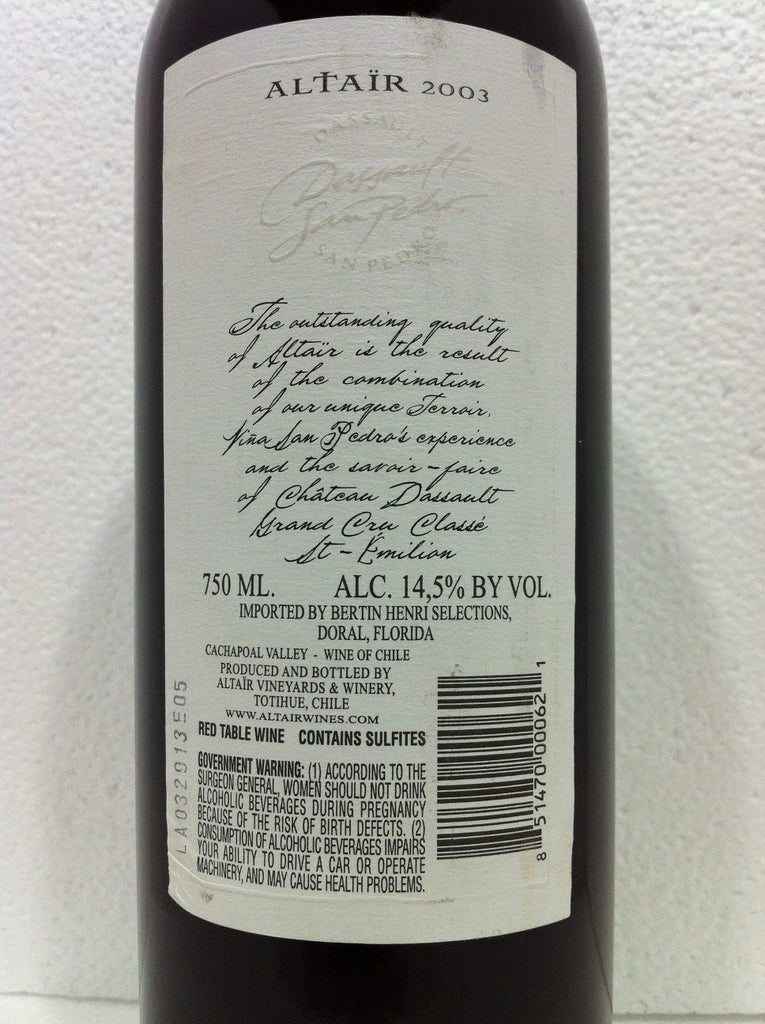 ALTAÏR 2003
DASSAULT
Dassault
San Pedro
SAN PEDRO
The outstanding quality
of Altaïr is the result
of the combination
of our unique Terroir,
Viña San Pedro's experience
and the savoir-faire
of Château Dassault
Grand Cru Classé
St-Émilion
750 ML. ALC. 14,5% BY VOL.
IMPORTED BY BERTIN HENRI SELECTIONS,
DORAL, FLORIDA
CACHAPOAL VALLEY - WINE OF CHILE
PRODUCED AND BOTTLED BY
ALTAÏR VINEYARDS & WINERY,
TOTIHUE, CHILE
WWW.ALTAIRWINES.COM
RED TABLE WINE CONTAINS SULFITES
GOVERNMENT WARNING: (1) ACCORDING TO THE
SURGEON GENERAL, WOMEN SHOULD NOT DRINK
ALCOHOLIC BEVERAGES DURING PREGNANCY
BECAUSE OF THE RISK OF BIRTH DEFECTS. (2)
CONSUMPTION OF ALCOHOLIC BEVERAGES IMPAIRS
YOUR ABILITY TO DRIVE A CAR OR OPERATE
MACHINERY, AND MAY CAUSE HEALTH PROBLEMS.
LA032913E05
8 51470 00062 1